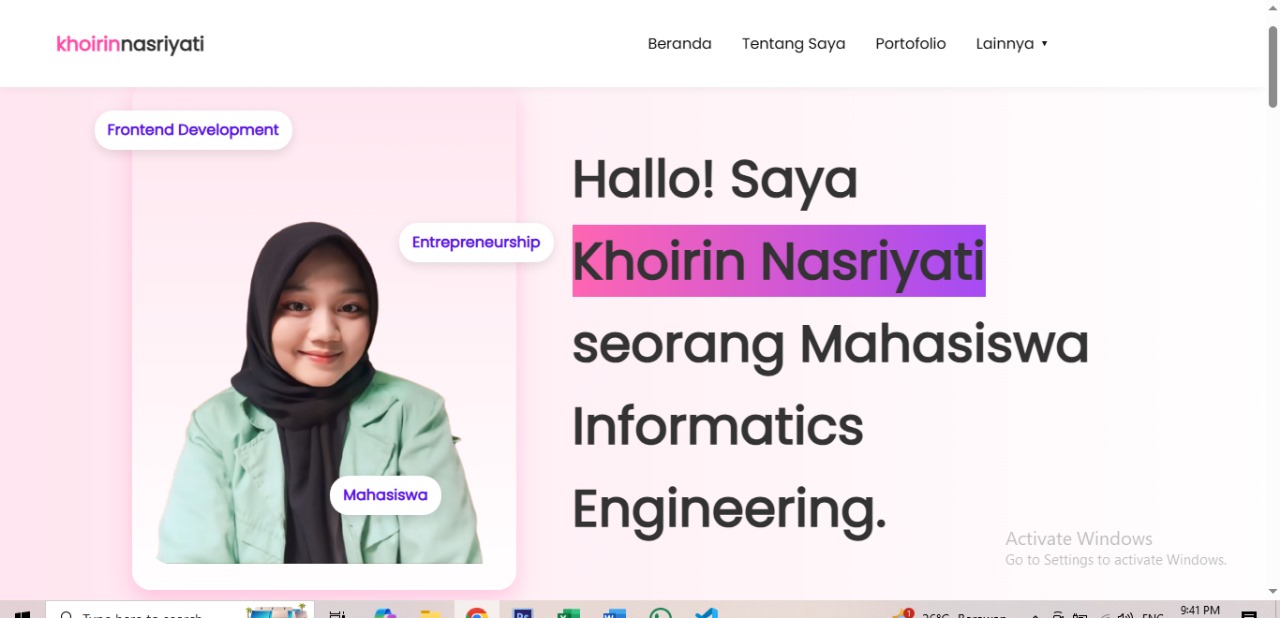 khoirinnasriyati
Beranda Tentang Saya Portofolio Lainnya ▼
Frontend Development
Entrepreneurship
Mahasiswa
Hallo! Saya
Khoirin Nasriyati
seorang Mahasiswa
Informatics
Engineering.
Activate Windows
Go to Settings to activate Windows.
Type here to search
1
26°C Berawan
ENG
9:41 PM